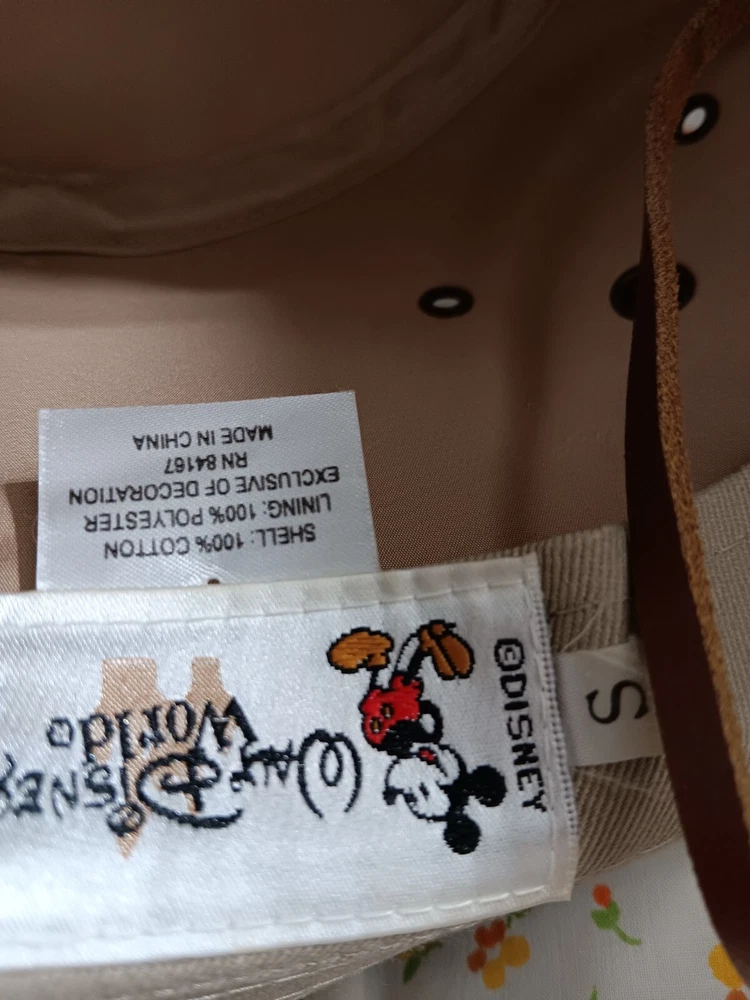 SHELL: 100% COTTON
LINING: 100% POLYESTER
EXCLUSIVE OF DECORATION
RN 84167
MADE IN CHINA
©DISNEY
WALT DISNEY
World®
S